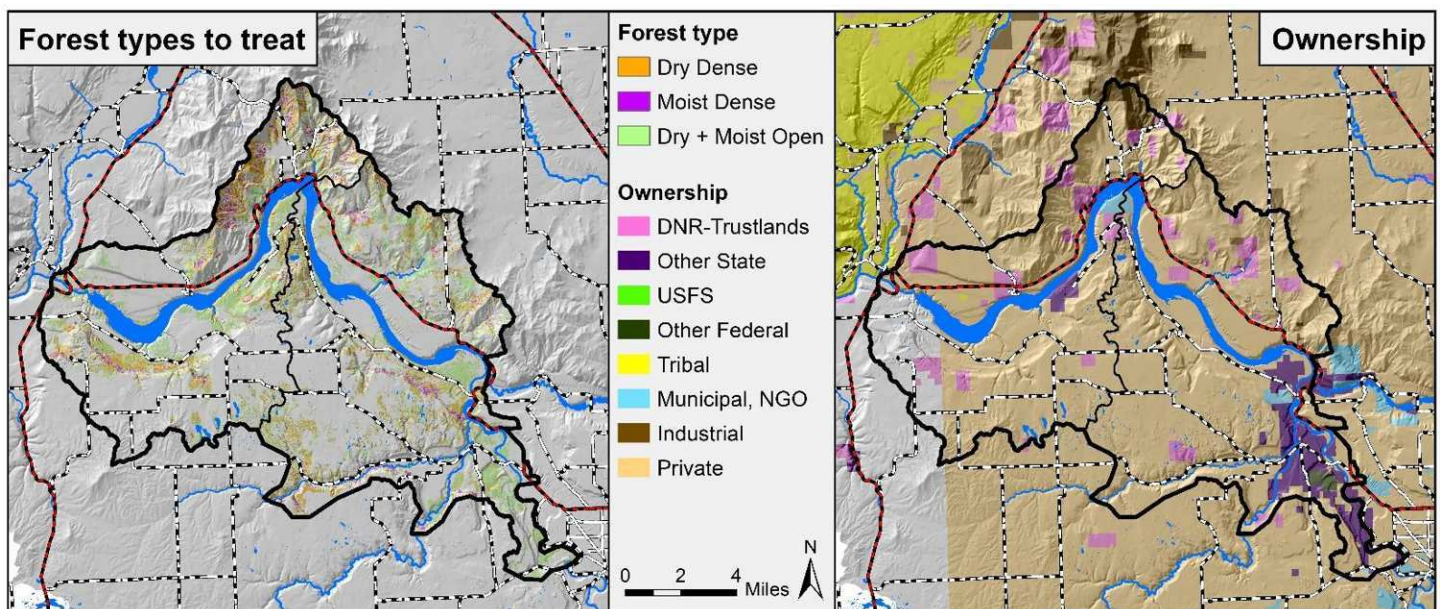 Forest types to treat
Forest type
Dry Dense
Moist Dense
Dry + Moist Open
Ownership
DNR-Trustlands
Other State
USFS
Other Federal
Tribal
Municipal, NGO
Industrial
Private
N
0 2 4
Miles
Ownership